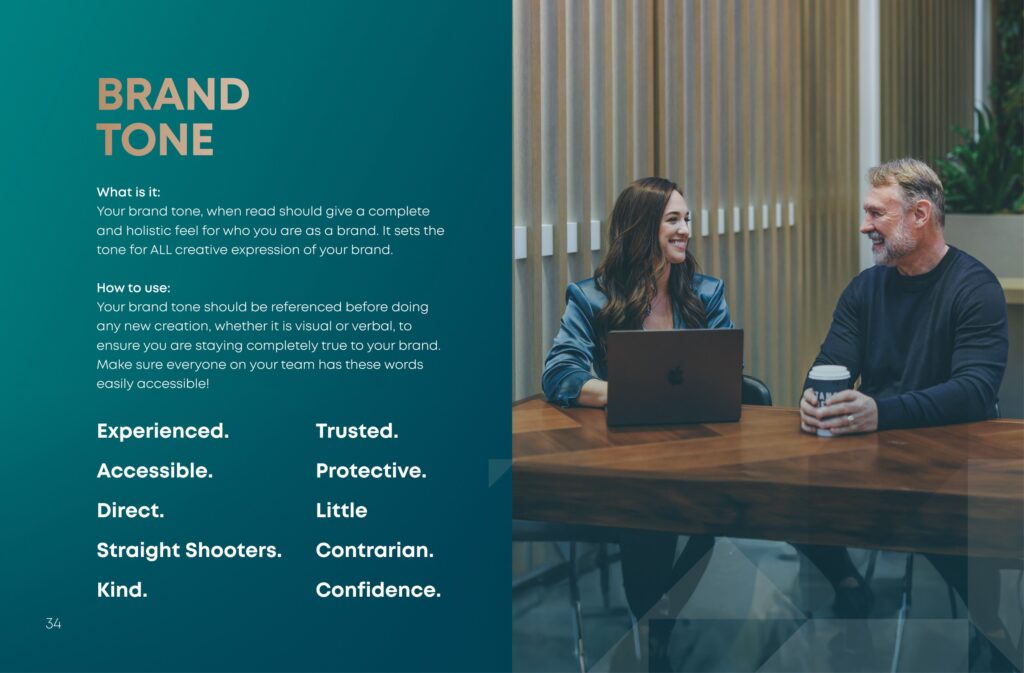 BRAND
TONE
What is it:
Your brand tone, when read should give a complete
and holistic feel for who you are as a brand. It sets the
tone for ALL creative expression of your brand.
How to use:
Your brand tone should be referenced before doing
any new creation, whether it is visual or verbal, to
ensure you are staying completely true to your brand.
Make sure everyone on your team has these words
easily accessible!
Experienced.
Accessible.
Direct.
Straight Shooters.
Kind.
Trusted.
Protective.
Little
Contrarian.
Confidence.
34